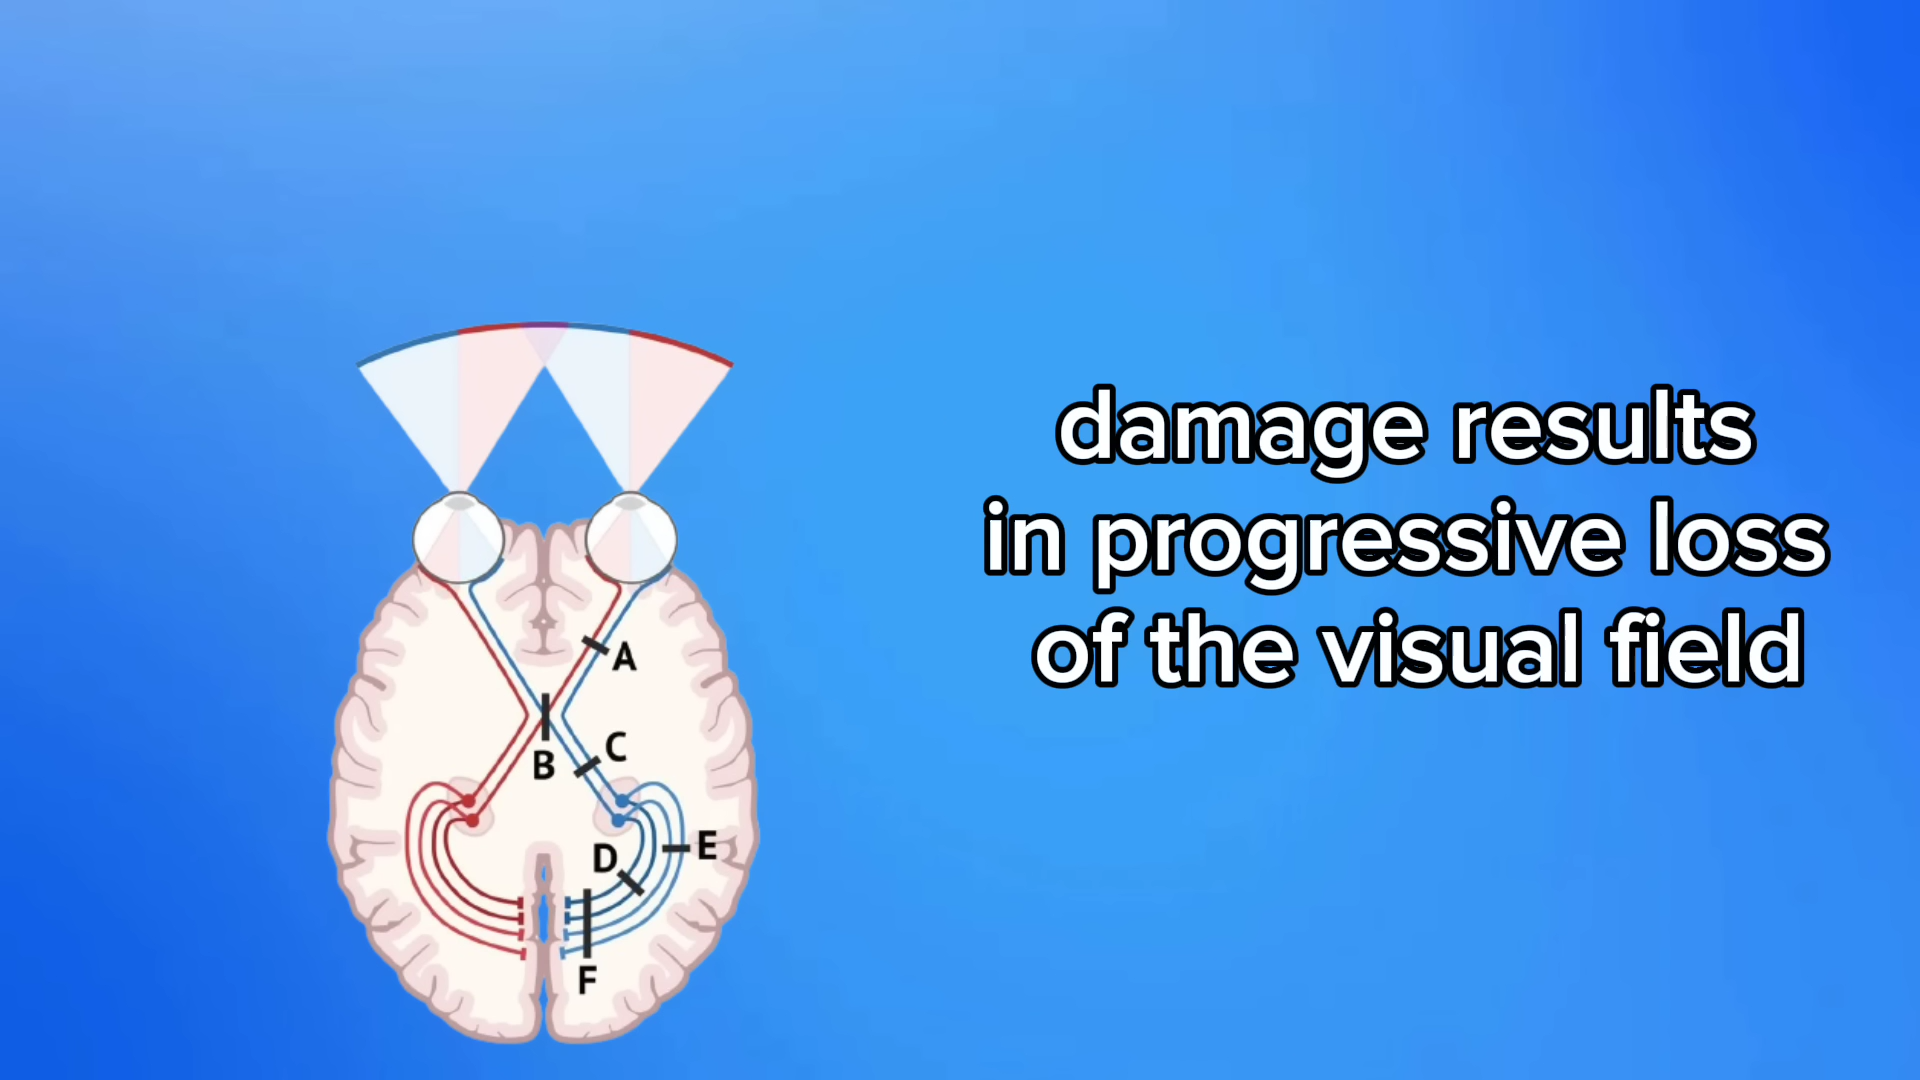 damage results
in progressive loss
of the visual field
A
B
C
D
E
F